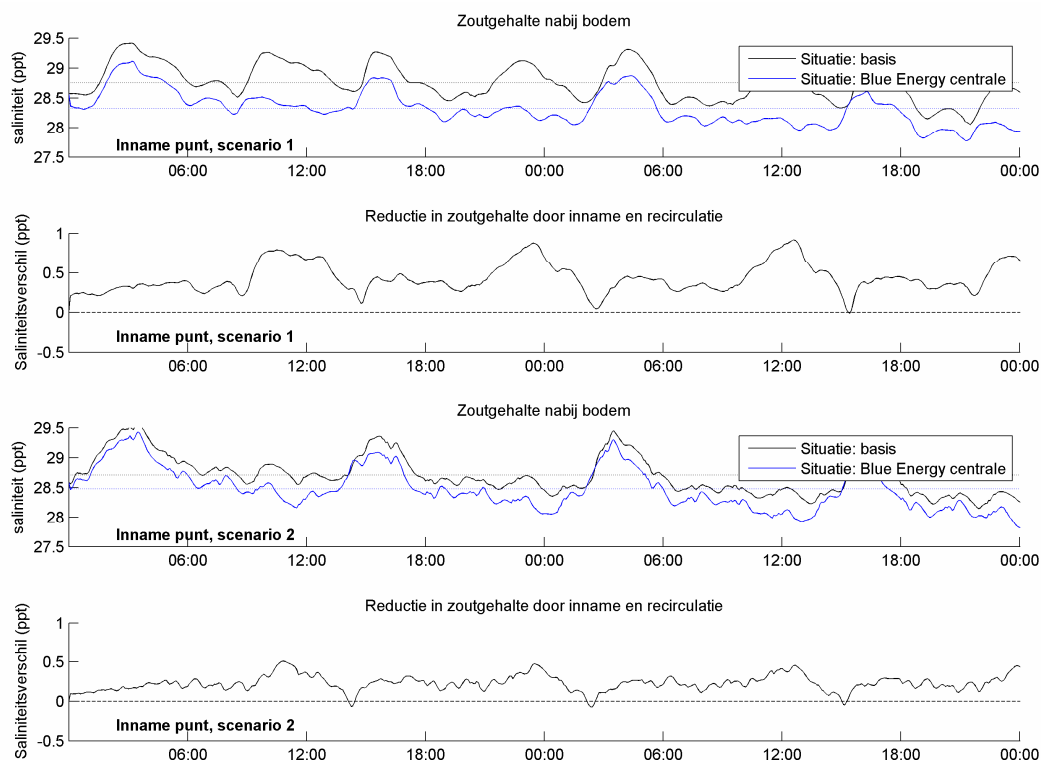 Zoutgehalte nabij bodem
saliniteit (ppt)
29.5
29
28.5
28
27.5
Situatie: basis
Situatie: Blue Energy centrale
Inname punt, scenario 1
06:00 12:00 18:00 00:00 06:00 12:00 18:00 00:00
Reductie in zoutgehalte door inname en recirculatie
Saliniteitsverschil (ppt)
1
0.5
0
-0.5
Inname punt, scenario 1
06:00 12:00 18:00 00:00 06:00 12:00 18:00 00:00
Zoutgehalte nabij bodem
saliniteit (ppt)
29.5
29
28.5
28
27.5
Situatie: basis
Situatie: Blue Energy centrale
Inname punt, scenario 2
06:00 12:00 18:00 00:00 06:00 12:00 18:00 00:00
Reductie in zoutgehalte door inname en recirculatie
Saliniteitsverschil (ppt)
1
0.5
0
-0.5
Inname punt, scenario 2
06:00 12:00 18:00 00:00 06:00 12:00 18:00 00:00